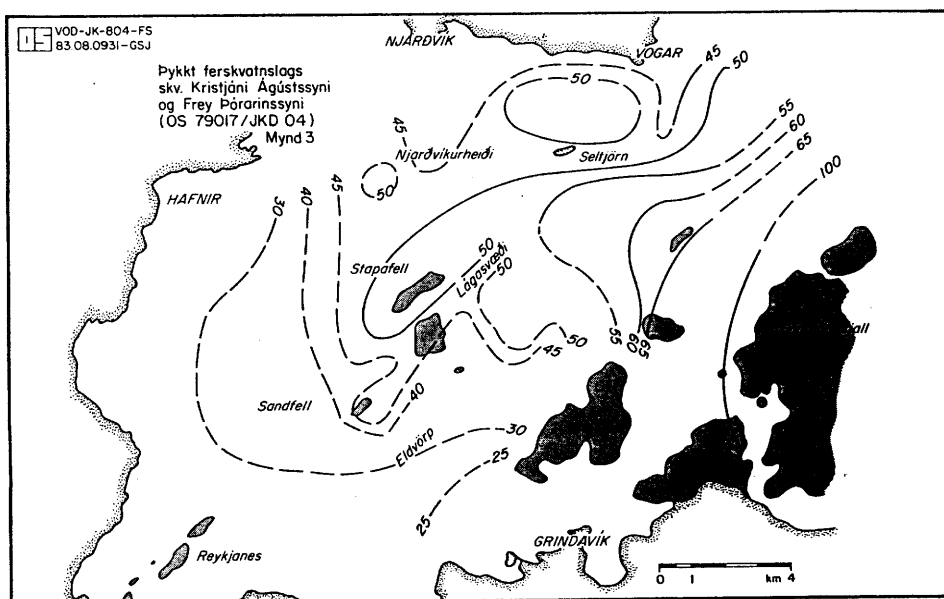 OS VOD-JK-804-FS
83.08.0931-GSJ
Þykkt ferskvatnslags
skv. Kristjáni Ágústssyni
og Frey Þórarinssyni
(OS 79017/JKD 04)
Mynd 3
NJARÐVÍK
VOGAR
45
50
50
55
60
65
100
45
Njarðvíkurheiði
Seltjörn
50
HAFNIR
30
40
45
Stapafell
Lágasvæði
50
50
50
45
55
60
65
jall
Sandfell
40
Eldvörp
30
25
25
Reykjanes
GRINDAVÍK
0 1 km 4